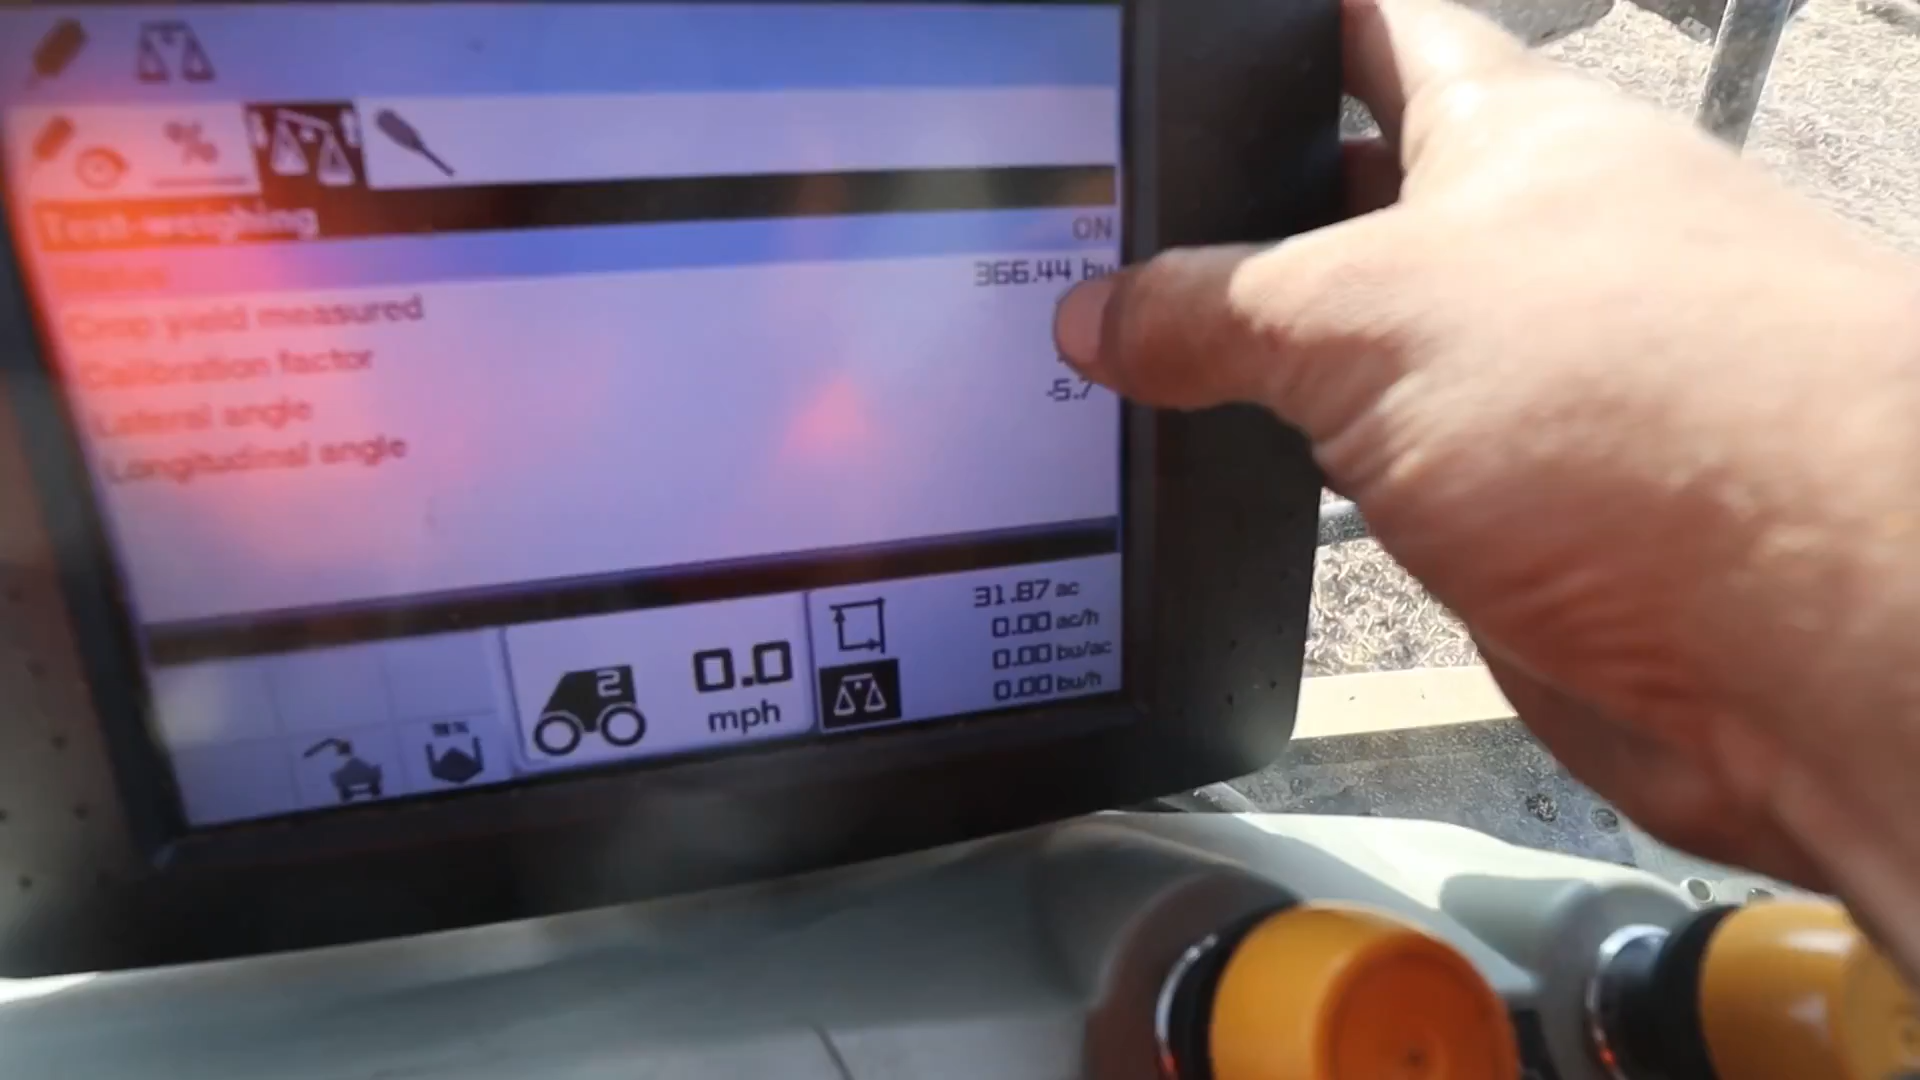 %
Test-weighing
Status ON
Crop yield measured 366.44 bu
Calibration factor
Lateral angle -5.7
Longitudinal angle
2 0.0
mph
31.87 ac
0.00 ac/h
0.00 bu/ac
0.00 bu/h